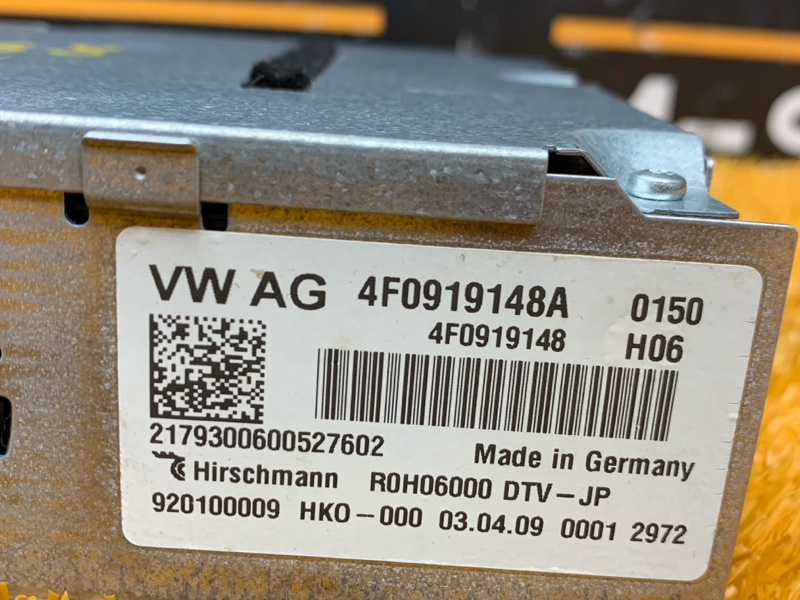 VW AG 4F0919148A 0150
4F0919148 H06
2179300600527602
Made in Germany
Hirschmann R0H06000 DTV-JP
920100009 HKO-000 03.04.09 0001 2972